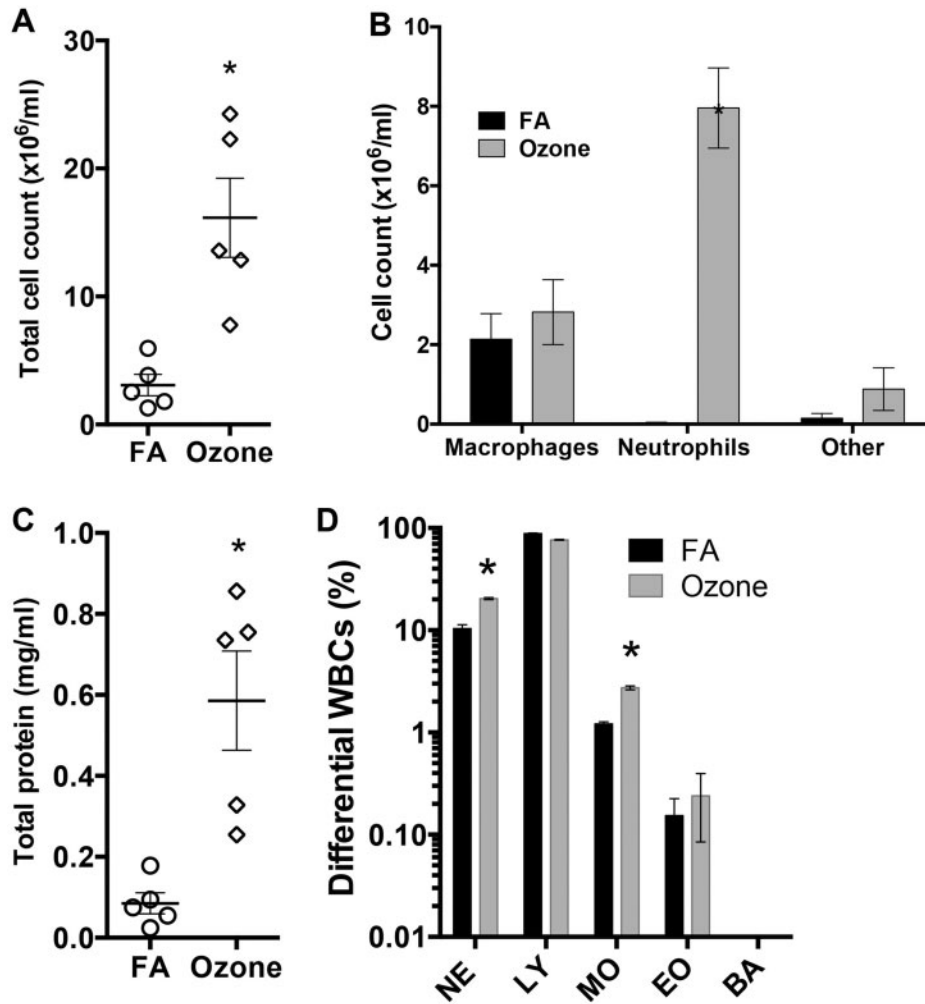 A
Total cell count (x10⁶/ml)
30
20
10
0
*
FA Ozone
B
Cell count (x10⁶/ml)
10
8
6
4
2
0
FA
Ozone
*
Macrophages Neutrophils Other
C
Total protein (mg/ml)
1.0
0.8
0.6
0.4
0.2
0.0
*
FA Ozone
D
Differential WBCs (%)
100
10
1
0.10
0.01
FA
Ozone
*
*
NE LY MO EO BA